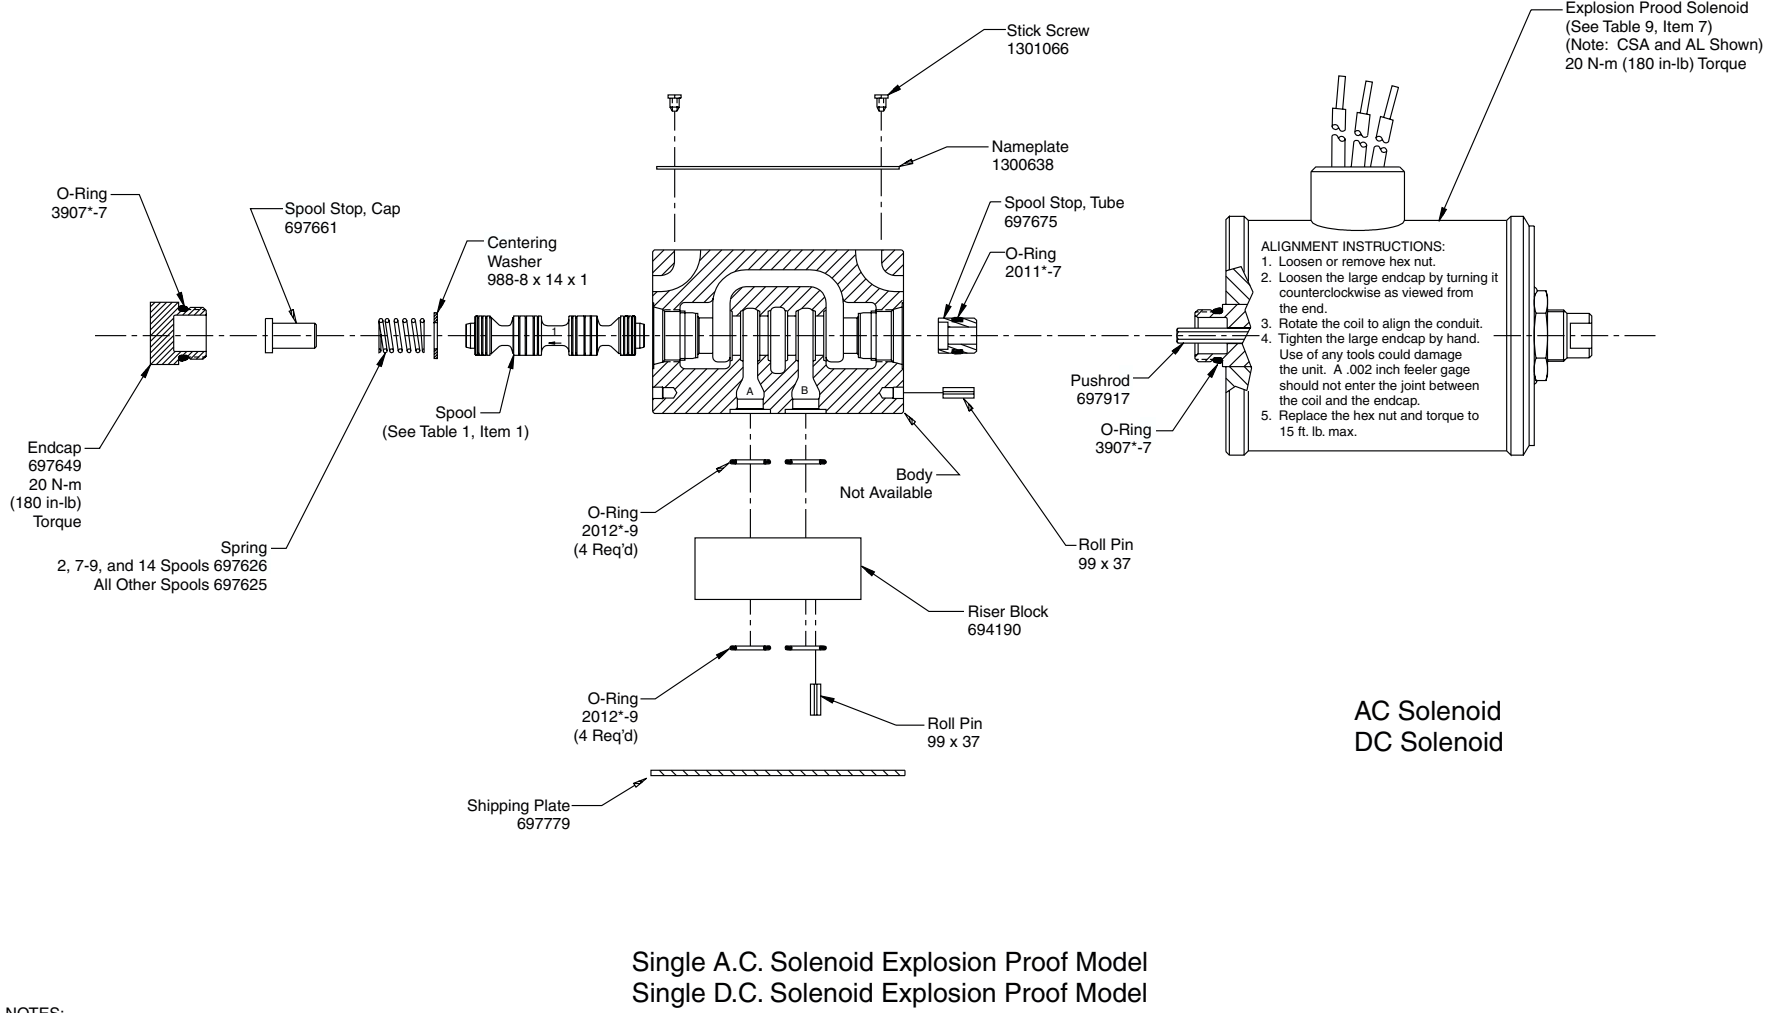 Explosion Prood Solenoid
(See Table 9, Item 7)
(Note: CSA and AL Shown)
20 N-m (180 in-lb) Torque
Stick Screw
1301066
Nameplate
1300638
O-Ring
3907*-7
Spool Stop, Cap
697661
Centering
Washer
988-8 x 14 x 1
Spool Stop, Tube
697675
O-Ring
2011*-7
ALIGNMENT INSTRUCTIONS:
1. Loosen or remove hex nut.
2. Loosen the large endcap by turning it
counterclockwise as viewed from
the end.
3. Rotate the coil to align the conduit.
4. Tighten the large endcap by hand.
Use of any tools could damage
the unit. A .002 inch feeler gage
should not enter the joint between
the coil and the endcap.
5. Replace the hex nut and torque to
15 ft. lb. max.
1
A
B
Pushrod
697917
O-Ring
3907*-7
Spool
(See Table 1, Item 1)
Endcap
697649
20 N-m
(180 in-lb)
Torque
Body
Not Available
O-Ring
2012*-9
(4 Req'd)
Spring
2, 7-9, and 14 Spools 697626
All Other Spools 697625
Roll Pin
99 x 37
Riser Block
694190
O-Ring
2012*-9
(4 Req'd)
Roll Pin
99 x 37
AC Solenoid
DC Solenoid
Shipping Plate
697779
Single A.C. Solenoid Explosion Proof Model
Single D.C. Solenoid Explosion Proof Model
NOTES: